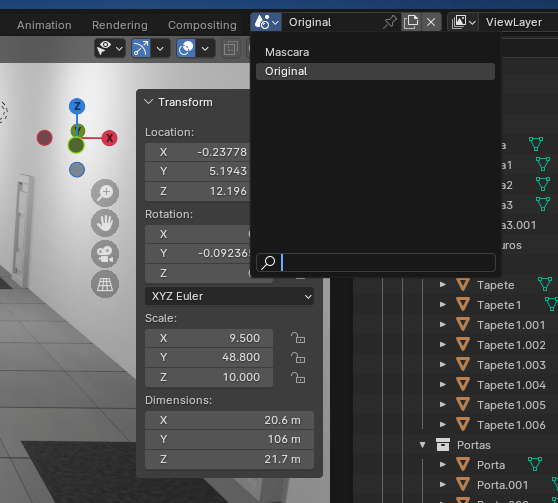 Animation Rendering Compositing Original ViewLayer
Mascara
Original
Transform
Location:
X -0.23778
Y 5.1943
Z 12.196
Rotation:
X
Y -0.09236
Z
XYZ Euler
Scale:
X 9.500
Y 48.800
Z 10.000
Dimensions:
X 20.6 m
Y 106 m
Z 21.7 m
Z
Y
X
a
a1
a2
a3
a3.001
uros
Tapete
Tapete1
Tapete1.001
Tapete1.002
Tapete1.003
Tapete1.004
Tapete1.005
Tapete1.006
Portas
Porta
Porta.001